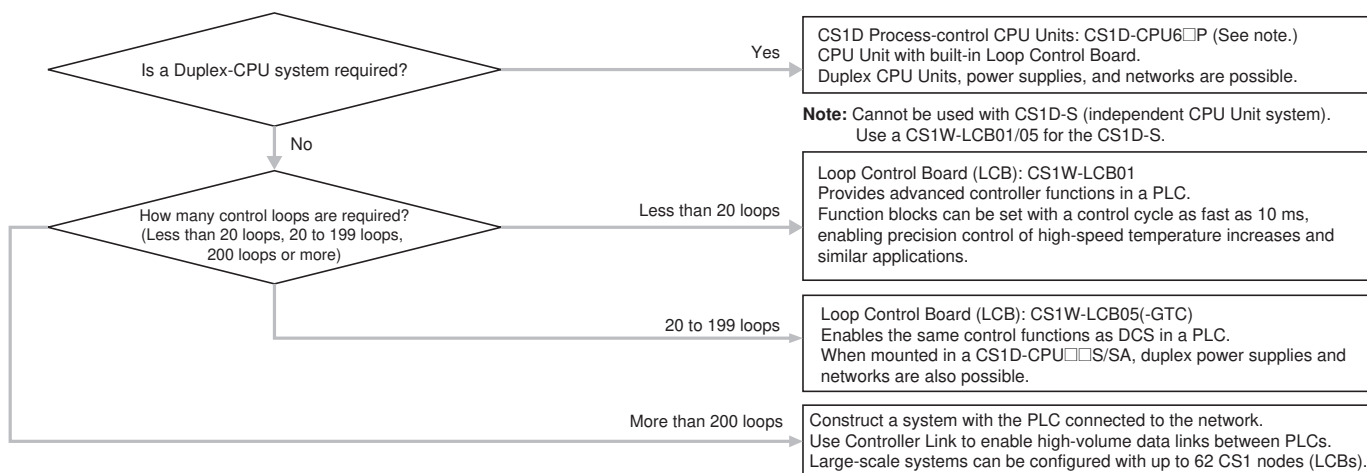 Is a Duplex-CPU system required?
Yes
CS1D Process-control CPU Units: CS1D-CPU6□P (See note.)
CPU Unit with built-in Loop Control Board.
Duplex CPU Units, power supplies, and networks are possible.
Note: Cannot be used with CS1D-S (independent CPU Unit system).
Use a CS1W-LCB01/05 for the CS1D-S.
No
How many control loops are required?
(Less than 20 loops, 20 to 199 loops,
200 loops or more)
Less than 20 loops
Loop Control Board (LCB): CS1W-LCB01
Provides advanced controller functions in a PLC.
Function blocks can be set with a control cycle as fast as 10 ms,
enabling precision control of high-speed temperature increases and
similar applications.
20 to 199 loops
Loop Control Board (LCB): CS1W-LCB05(-GTC)
Enables the same control functions as DCS in a PLC.
When mounted in a CS1D-CPU□□S/SA, duplex power supplies and
networks are also possible.
More than 200 loops
Construct a system with the PLC connected to the network.
Use Controller Link to enable high-volume data links between PLCs.
Large-scale systems can be configured with up to 62 CS1 nodes (LCBs).